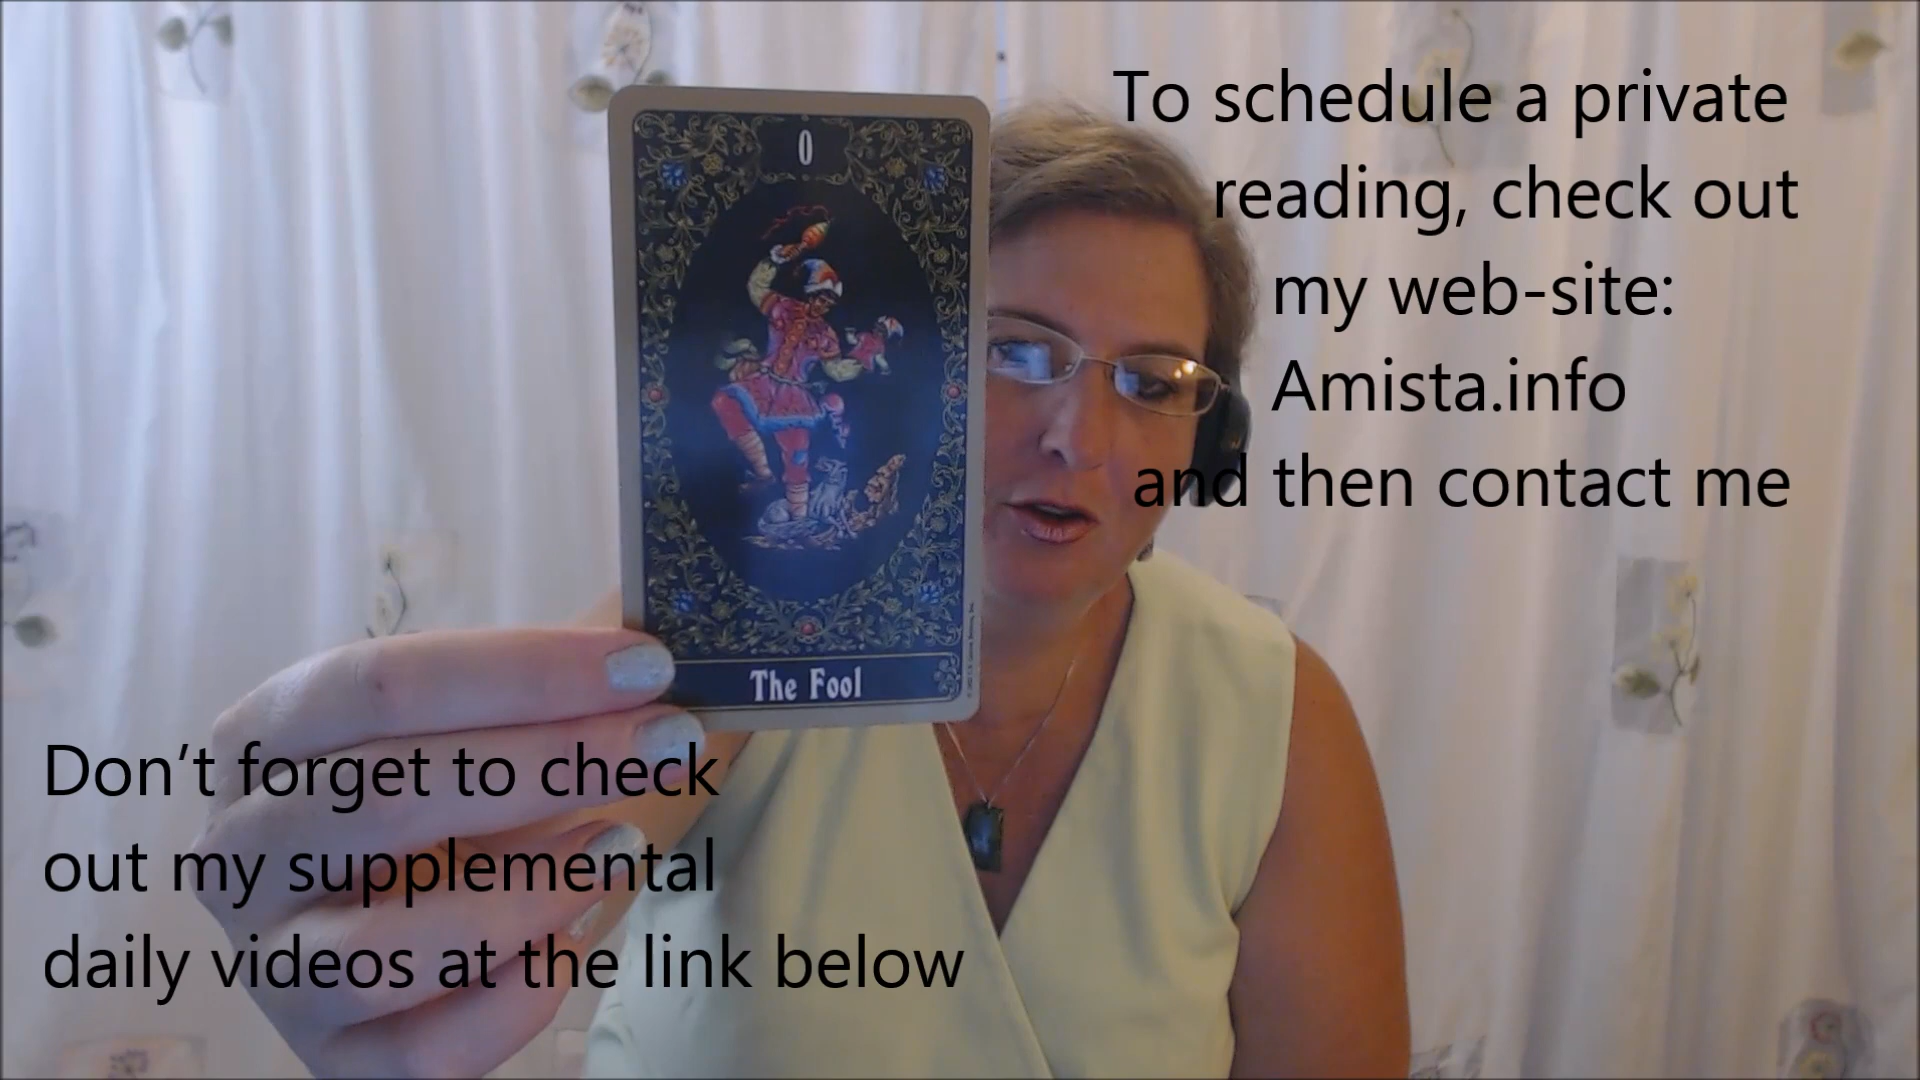 0
The Fool
To schedule a private
reading, check out
my web-site:
Amista.info
and then contact me
Don't forget to check
out my supplemental
daily videos at the link below